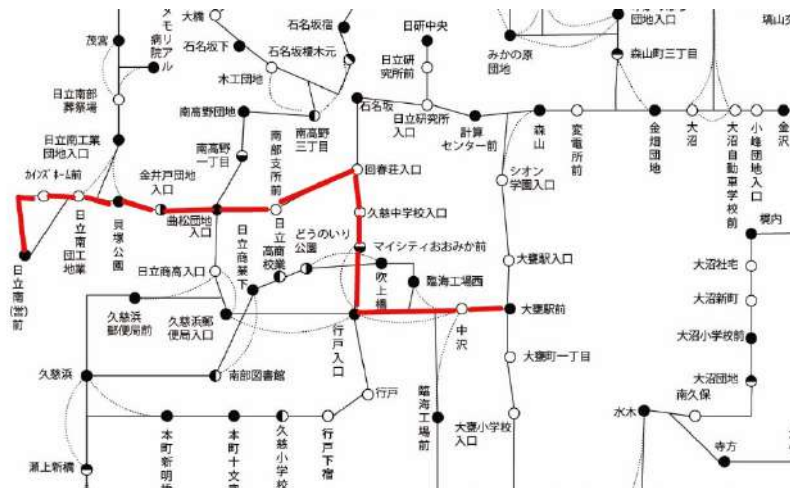 大橋
石名坂宿
日研中央
団地入口
塙山交
茂宮
メモリアル
病院
石名坂下
石名坂榎木元
日立研
究所前
みかの原
団地
森山町三丁目
木工団地
日立南部
葬祭場
石名坂
南高野団地
南高野
三丁目
日立研究所
入口
計算
センター前
森山
変電所前
金畑団地
大沼
大沼自動車学校前
小峰団地入口
金沢
日立南工業
団地入口
南高野
一丁目
南部支所前
カインズホーム前
金井戸団地
入口
回春荘入口
シオン
学園入口
日立南
団工
地業
貝塚公園
曲松団地
入口
久慈中学校入口
日立南(営)前
日立商業下
日立
高商
校業
どうのいり
公園
マイシティおおみか前
大甕駅入口
構内
日立商高入口
吹上橋
臨海工場西
大沼社宅
久慈浜
郵便局前
久慈浜郵
便局入口
行戸入口
中沢
大甕駅前
大沼新町
大沼小学校前
大甕町一丁目
久慈浜
南部図書館
行戸
大沼団地
南久保
臨海工場前
大甕小学校
入口
水木
本町新明
本町十文
久慈小学校
行戸下宿
寺方
瀬上新橋